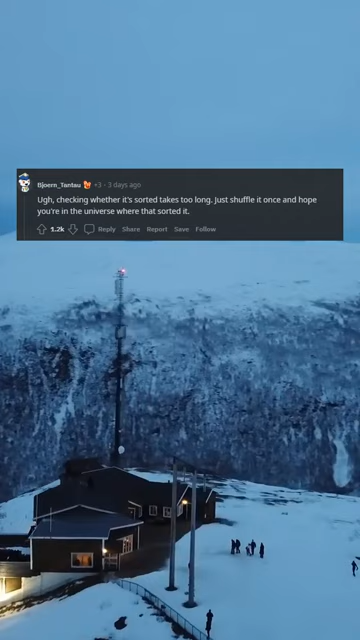 Bjoern_Tantau +3 · 3 days ago
Ugh, checking whether it's sorted takes too long. Just shuffle it once and hope
you're in the universe where that sorted it.
1.2k Reply Share Report Save Follow